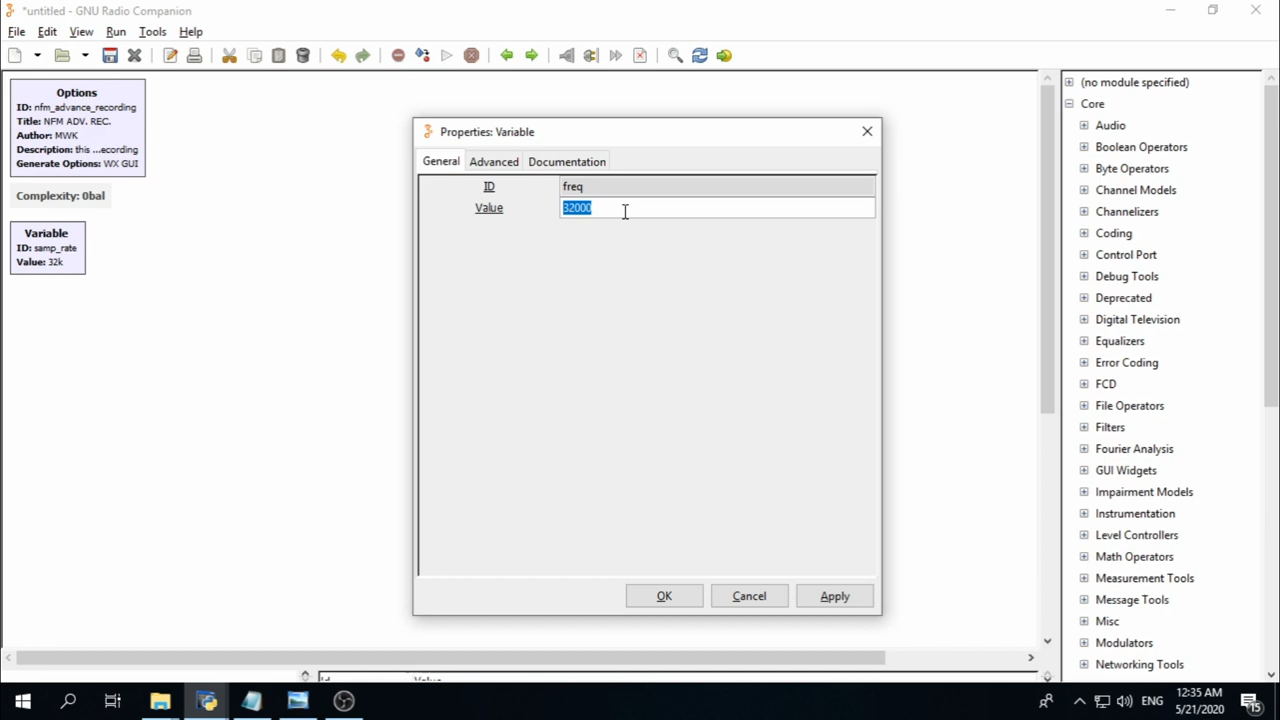 *untitled - GNU Radio Companion
File Edit View Run Tools Help
Options
ID: nfm_advance_recording
Title: NFM ADV. REC.
Author: MWK
Description: this ...ecording
Generate Options: WX GUI
Complexity: 0bal
Variable
ID: samp_rate
Value: 32k
Properties: Variable
General Advanced Documentation
ID freq
Value 32000
OK Cancel Apply
(no module specified)
Core
Audio
Boolean Operators
Byte Operators
Channel Models
Channelizers
Coding
Control Port
Debug Tools
Deprecated
Digital Television
Equalizers
Error Coding
FCD
File Operators
Filters
Fourier Analysis
GUI Widgets
Impairment Models
Instrumentation
Level Controllers
Math Operators
Measurement Tools
Message Tools
Misc
Modulators
Networking Tools
Id Value
ENG
12:35 AM
5/21/2020
15